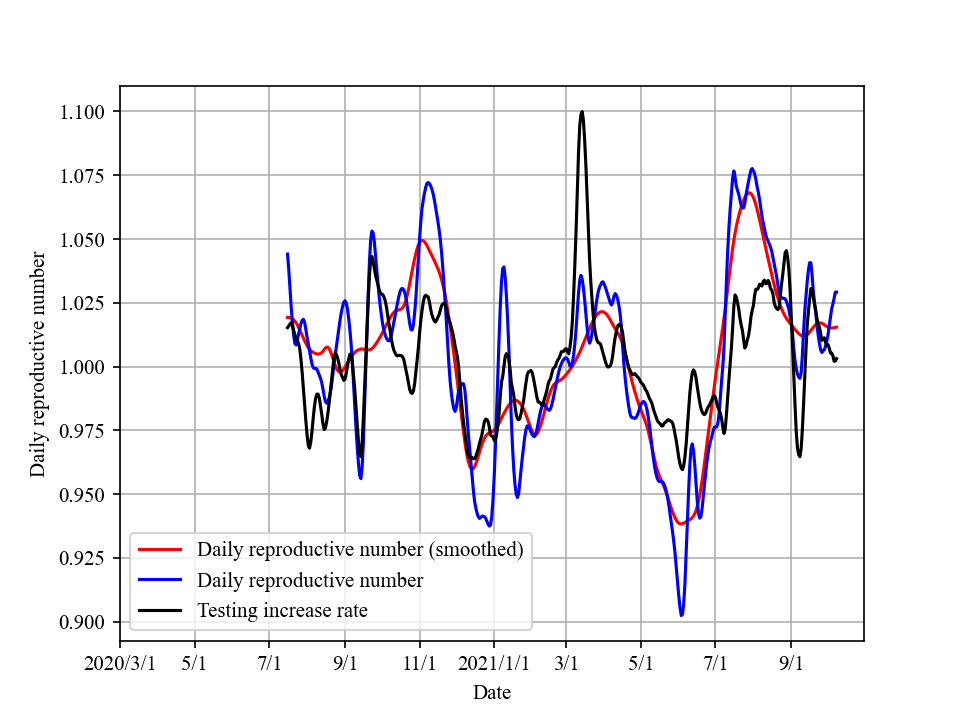 1.100
1.075
1.050
1.025
1.000
0.975
0.950
0.925
0.900
Daily reproductive number
Daily reproductive number (smoothed)
Daily reproductive number
Testing increase rate
2020/3/1 5/1 7/1 9/1 11/1 2021/1/1 3/1 5/1 7/1 9/1
Date